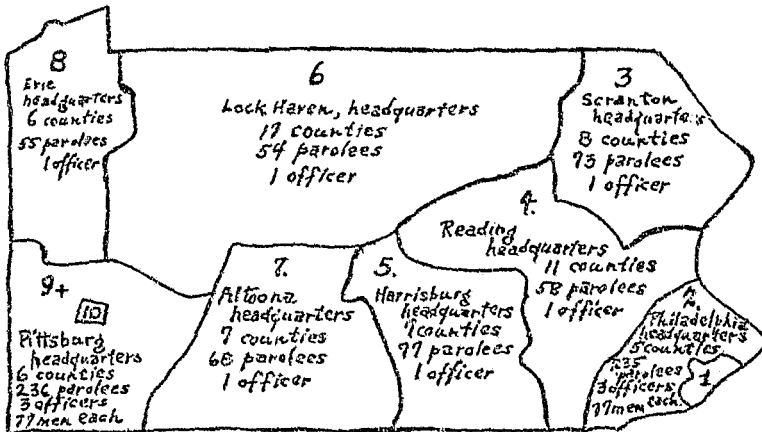 8
Erie
headquarters
6 counties
55 parolees
1 officer
6
Lock Haven, headquarters
17 counties
54 parolees
1 officer
3
Scranton
headquarters
8 counties
73 parolees
1 officer
4.
Reading
headquarters
11 counties
58 parolees
1 officer
9+
10
Pittsburg
headquarters
6 counties
236 parolees
3 officers
77 men each
7.
Altoona
headquarters
7 counties
68 parolees
1 officer
5.
Harrisburg
headquarters
counties
77 parolees
1 officer
2.
Philadelphia
headquarters
5 counties
235
parolees
3 officers
77 men each
1